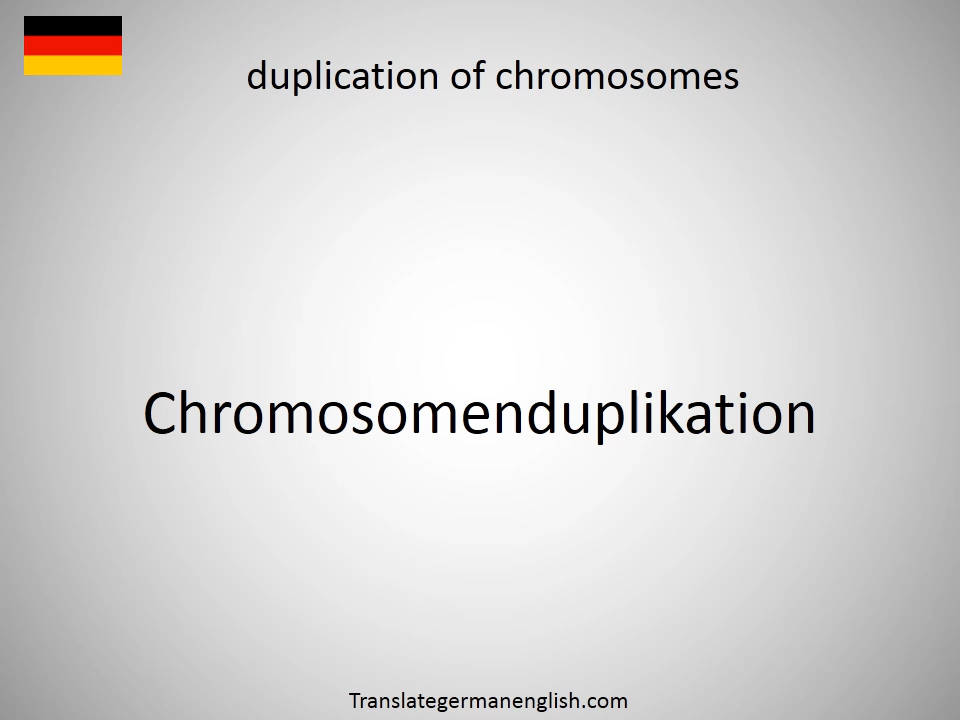 duplication of chromosomes
Chromosomenduplikation
Translategermanenglish.com